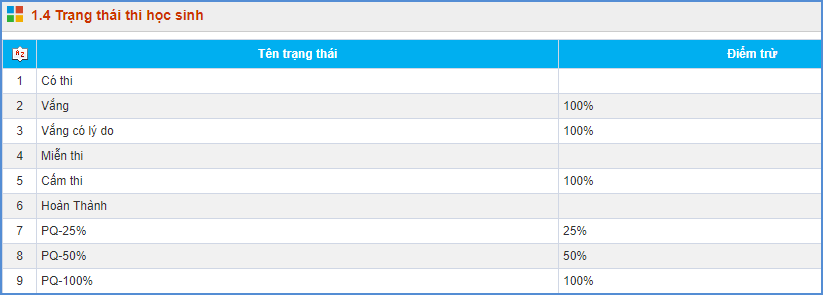 1.4 Trạng thái thi học sinh
Tên trạng thái Điểm trừ
1 Có thi
2 Vắng 100%
3 Vắng có lý do 100%
4 Miễn thi
5 Cấm thi 100%
6 Hoàn Thành
7 PQ-25% 25%
8 PQ-50% 50%
9 PQ-100% 100%